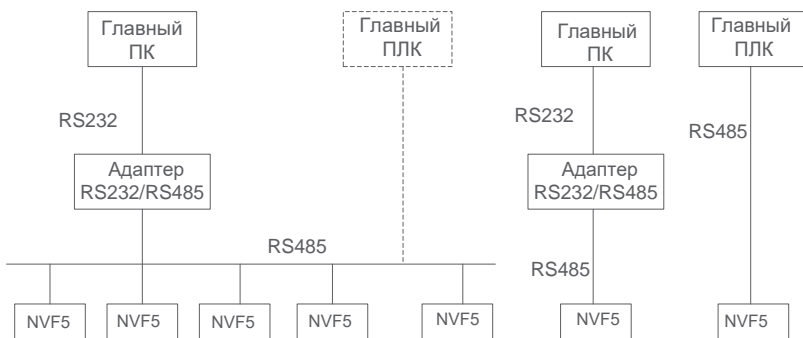 Главный
ПК
Главный
ПЛК
Главный
ПК
Главный
ПЛК
RS232
RS232
RS485
Адаптер
RS232/RS485
Адаптер
RS232/RS485
RS485
RS485
NVF5
NVF5
NVF5
NVF5
NVF5
NVF5
NVF5